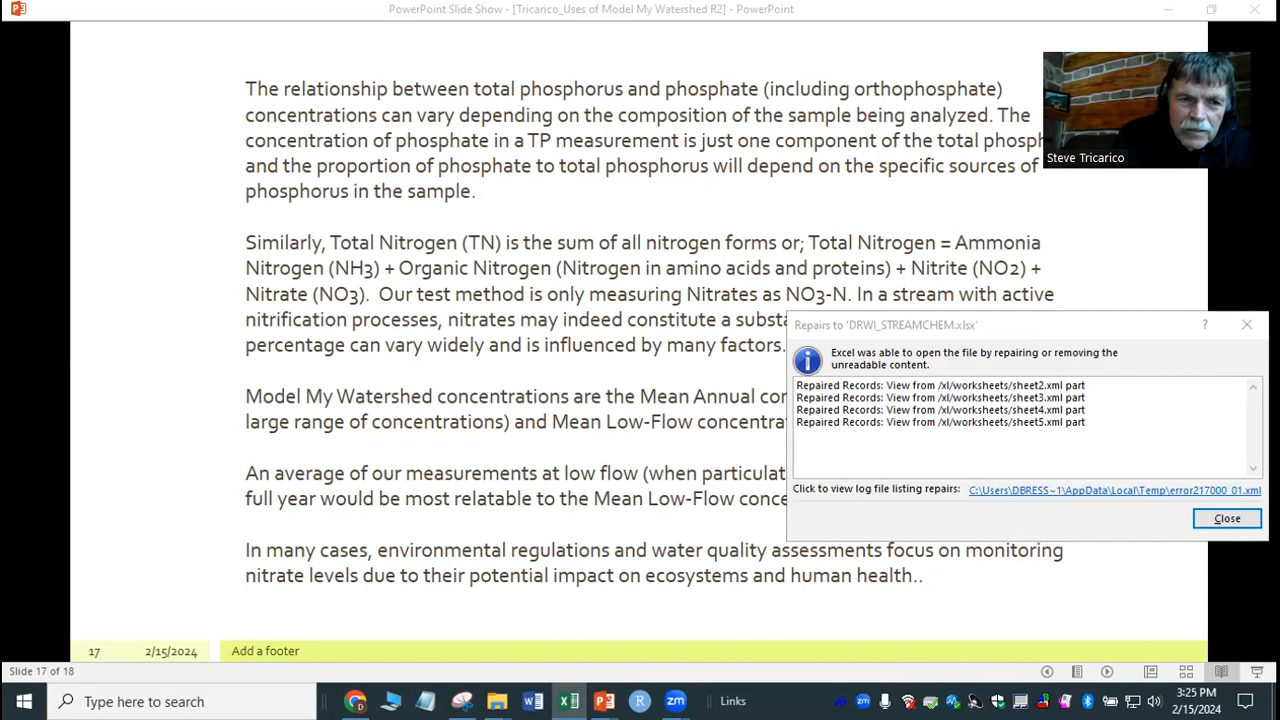 PowerPoint Slide Show - [Tricarico_Uses of Model My Watershed R2] - PowerPoint
The relationship between total phosphorus and phosphate (including orthophosphate)
concentrations can vary depending on the composition of the sample being analyzed. The
concentration of phosphate in a TP measurement is just one component of the total phosph
and the proportion of phosphate to total phosphorus will depend on the specific sources of
phosphorus in the sample.
Steve Tricarico
Similarly, Total Nitrogen (TN) is the sum of all nitrogen forms or; Total Nitrogen = Ammonia
Nitrogen (NH3) + Organic Nitrogen (Nitrogen in amino acids and proteins) + Nitrite (NO2) +
Nitrate (NO3). Our test method is only measuring Nitrates as NO3-N. In a stream with active
nitrification processes, nitrates may indeed constitute a substa
percentage can vary widely and is influenced by many factors.
Model My Watershed concentrations are the Mean Annual con
large range of concentrations) and Mean Low-Flow concentrat
An average of our measurements at low flow (when particulat
full year would be most relatable to the Mean Low-Flow conce
In many cases, environmental regulations and water quality assessments focus on monitoring
nitrate levels due to their potential impact on ecosystems and human health..
Repairs to 'DRWI_STREAMCHEM.xlsx'
?
Excel was able to open the file by repairing or removing the
unreadable content.
Repaired Records: View from /xl/worksheets/sheet2.xml part
Repaired Records: View from /xl/worksheets/sheet3.xml part
Repaired Records: View from /xl/worksheets/sheet4.xml part
Repaired Records: View from /xl/worksheets/sheet5.xml part
Click to view log file listing repairs: C:\Users\DBRESS~1\AppData\Local\Temp\error217000_01.xml
Close
17 2/15/2024 Add a footer
Slide 17 of 18
Type here to search
Links
3:25 PM
2/15/2024